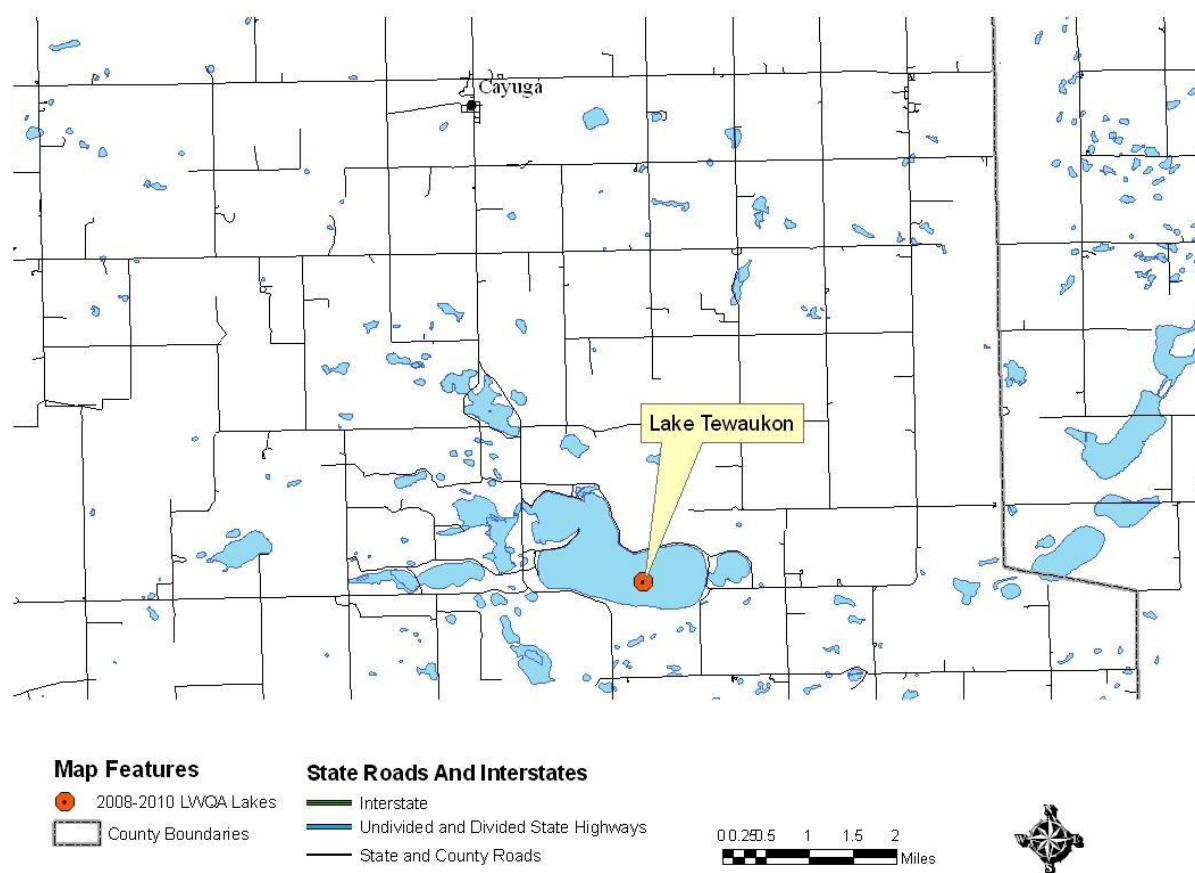 Cayuga
Lake Tewaukon
Map Features
2008-2010 LWQA Lakes
County Boundaries
State Roads And Interstates
Interstate
Undivided and Divided State Highways
State and County Roads
0 0.25 0.5 1 1.5 2
Miles
N
W E
S